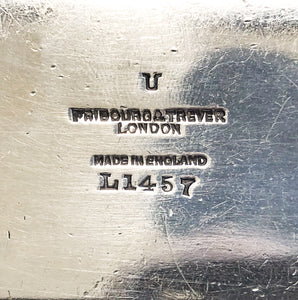 U
FRIBOURG & TREYER
LONDON
MADE IN ENGLAND
L1457